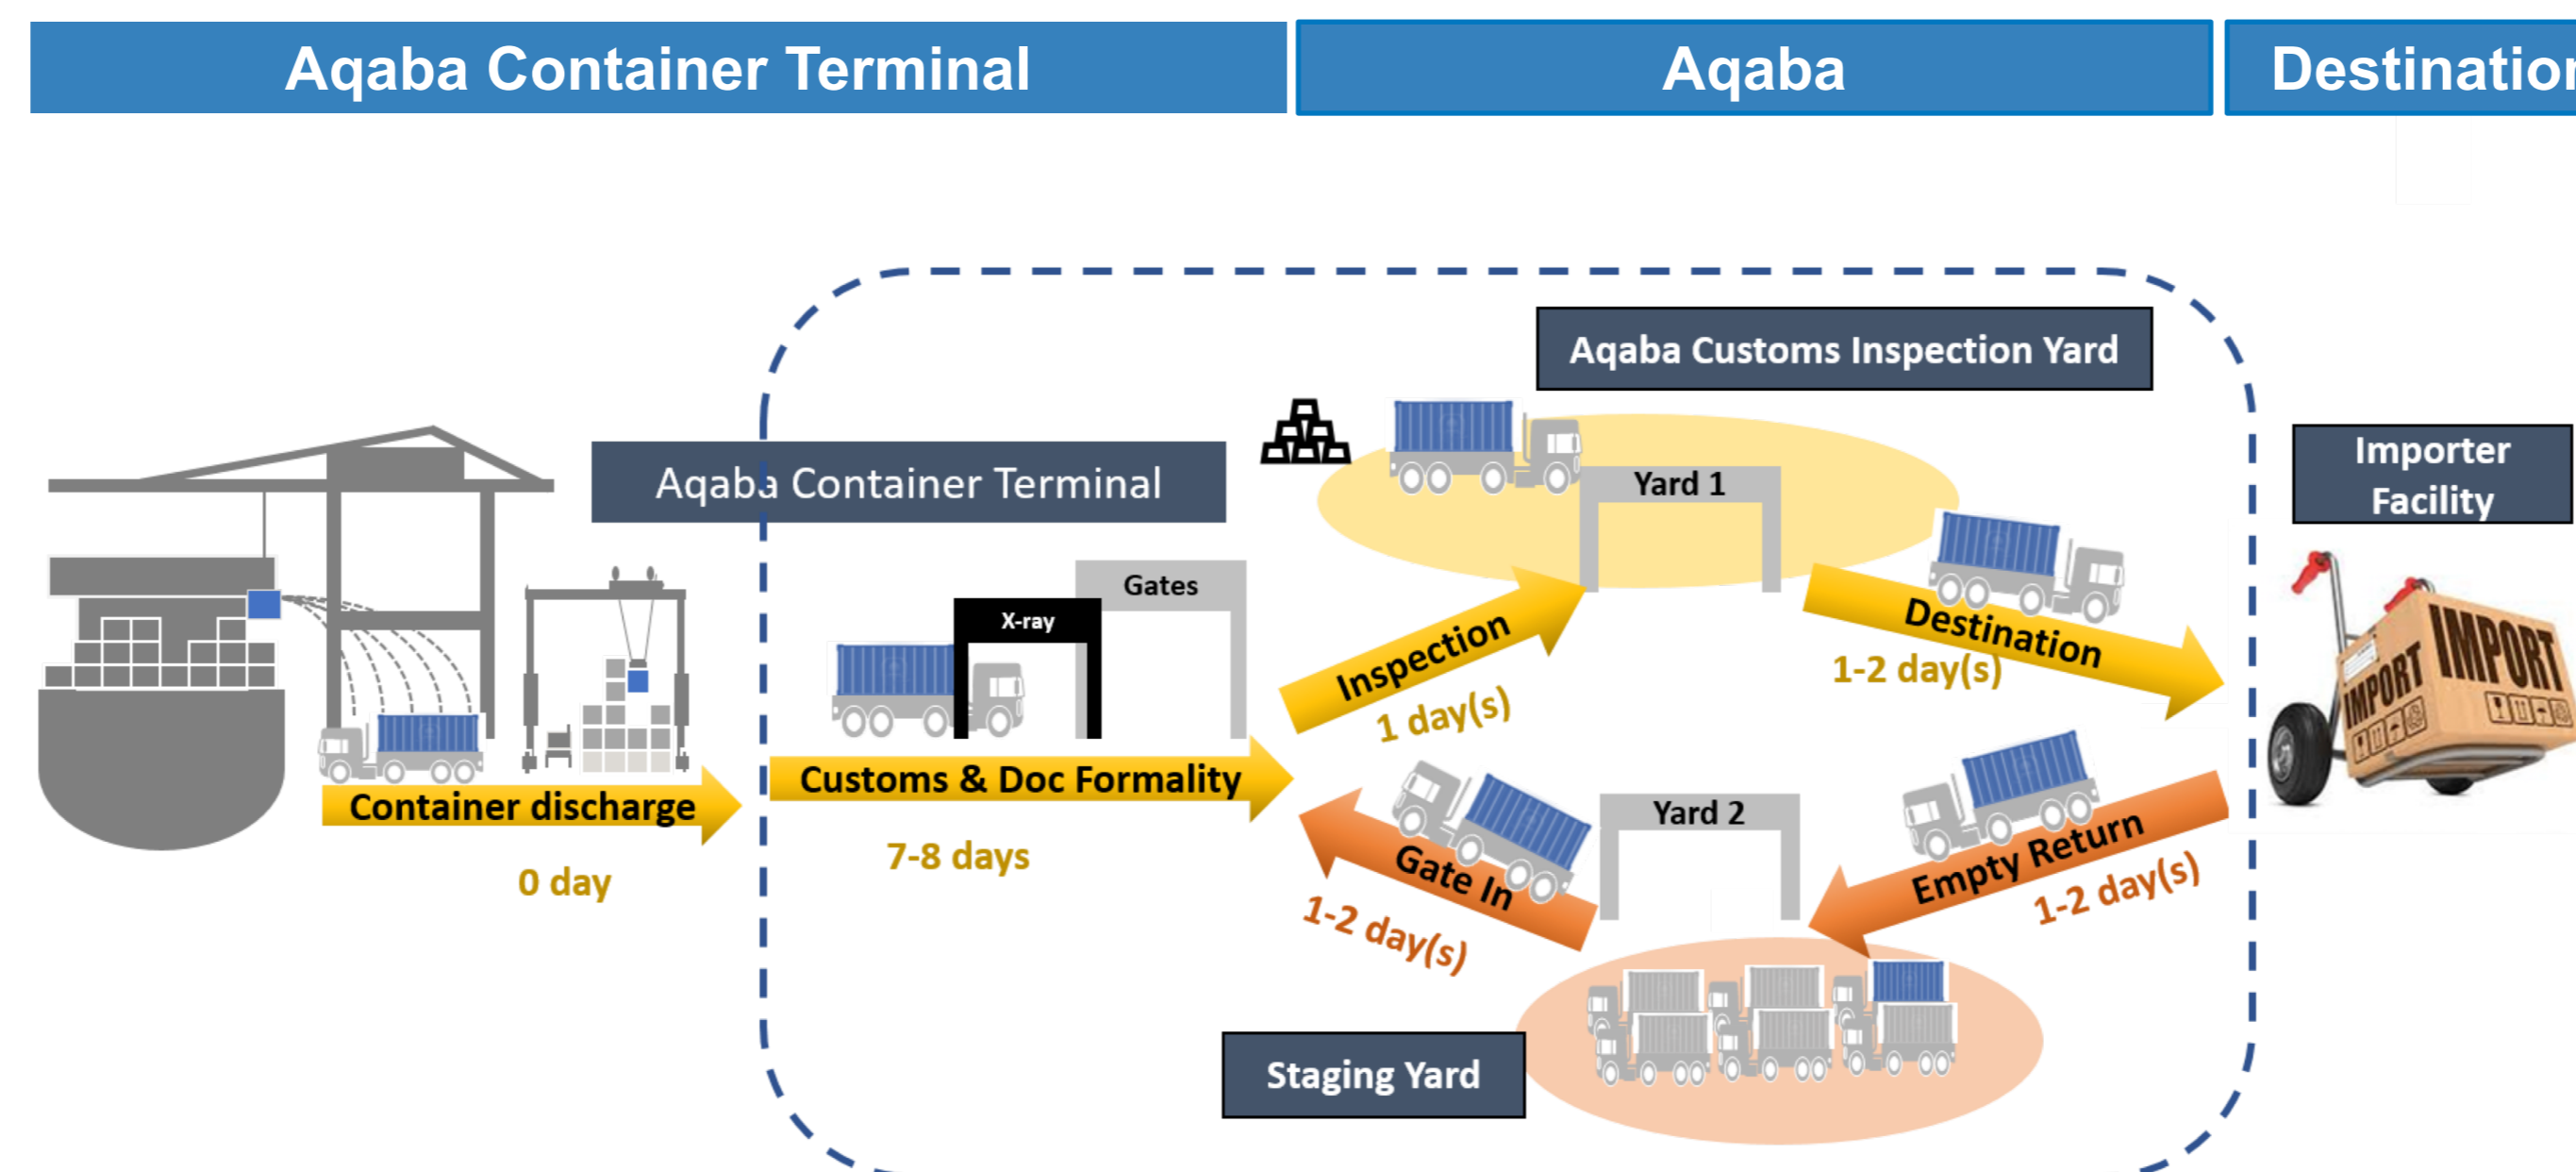 Aqaba Container Terminal
Aqaba
Destination
Aqaba Customs Inspection Yard
Aqaba Container Terminal
Importer
Facility
Yard 1
Gates
X-ray
Inspection
1 day(s)
Destination
1-2 day(s)
IMPORT
IMPORT
Container discharge
0 day
Customs & Doc Formality
7-8 days
Yard 2
Gate In
1-2 day(s)
Empty Return
1-2 day(s)
Staging Yard